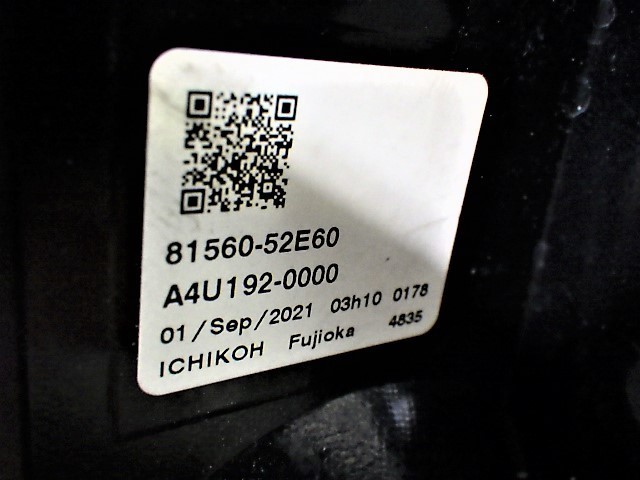 81560-52E60
A4U192-0000
01/Sep/2021 03h10 0178
ICHIKOH Fujioka 4835